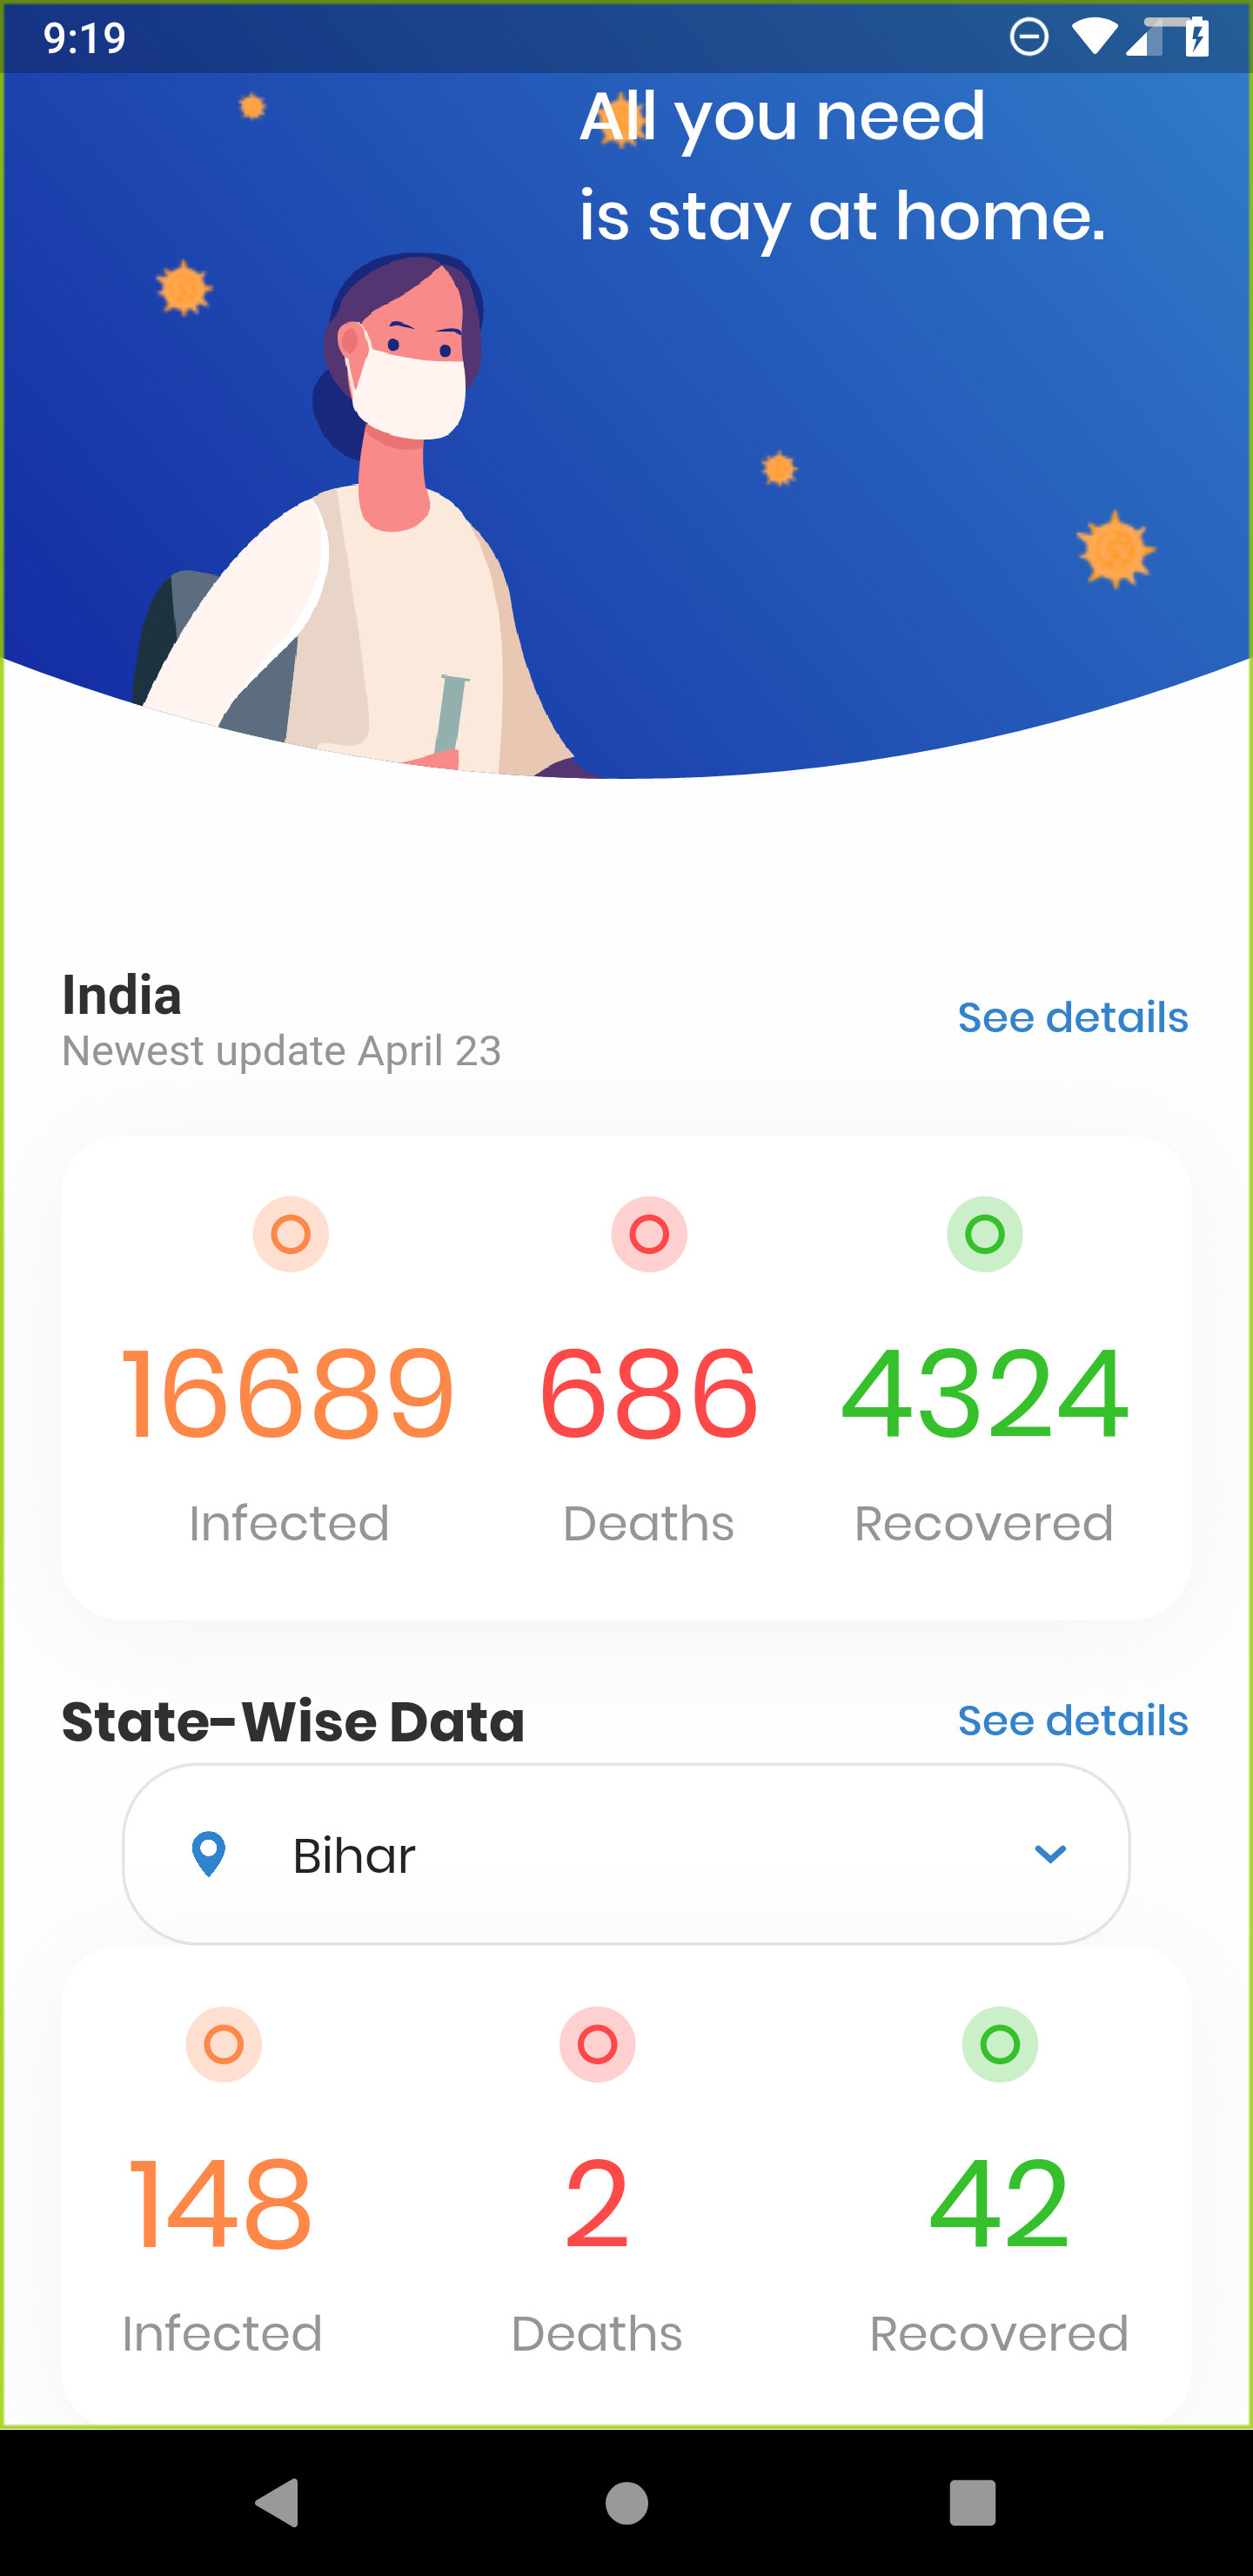 9:19
All you need
is stay at home.
India
See details
Newest update April 23
16689 686 4324
Infected Deaths Recovered
State-Wise Data See details
Bihar
148 2 42
Infected Deaths Recovered